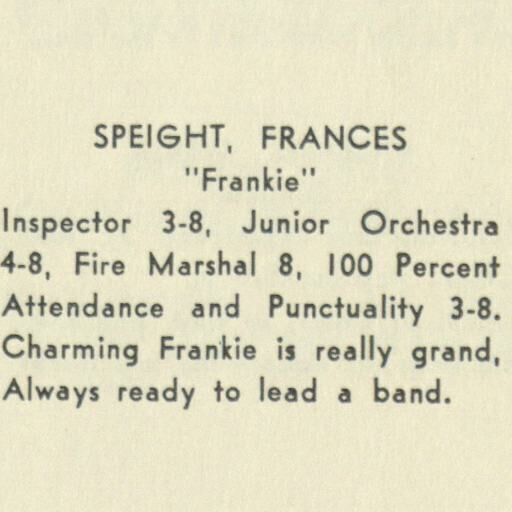 SPEIGHT, FRANCES
"Frankie"
Inspector 3-8, Junior Orchestra
4-8, Fire Marshal 8, 100 Percent
Attendance and Punctuality 3-8.
Charming Frankie is really grand,
Always ready to lead a band.